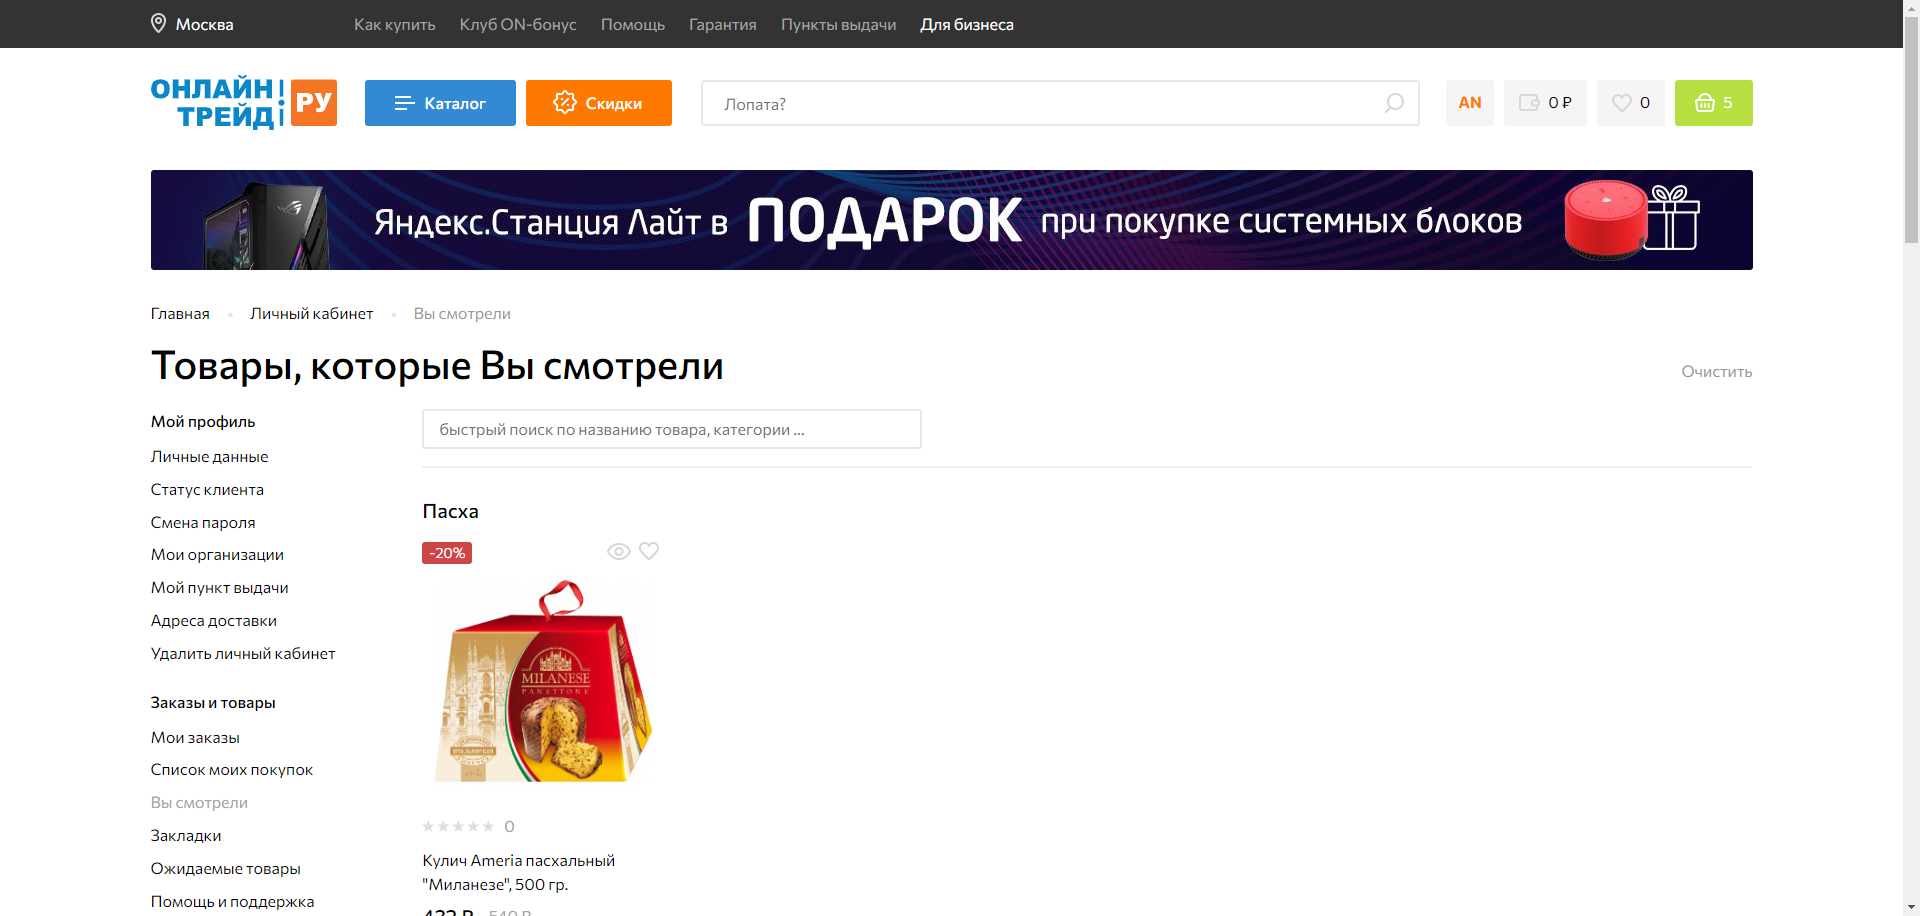 Москва
Как купить
Клуб ON-бонус
Помощь
Гарантия
Пункты выдачи
Для бизнеса
ОНЛАЙН
ТРЕЙД
РУ
Каталог
Скидки
Лопата?
AN
0 ₽
0
5
Яндекс.Станция Лайт в ПОДАРОК при покупке системных блоков
Главная
Личный кабинет
Вы смотрели
Товары, которые Вы смотрели
Очистить
Мой профиль
Личные данные
Статус клиента
Смена пароля
Мои организации
Мой пункт выдачи
Адреса доставки
Удалить личный кабинет
Заказы и товары
Мои заказы
Список моих покупок
Вы смотрели
Закладки
Ожидаемые товары
Помощь и поддержка
быстрый поиск по названию товара, категории ...
Пасха
-20%
MILANESE
PANETTONE
0
Кулич Ameria пасхальный
"Миланезе", 500 гр.
432 ₽ 540 ₽